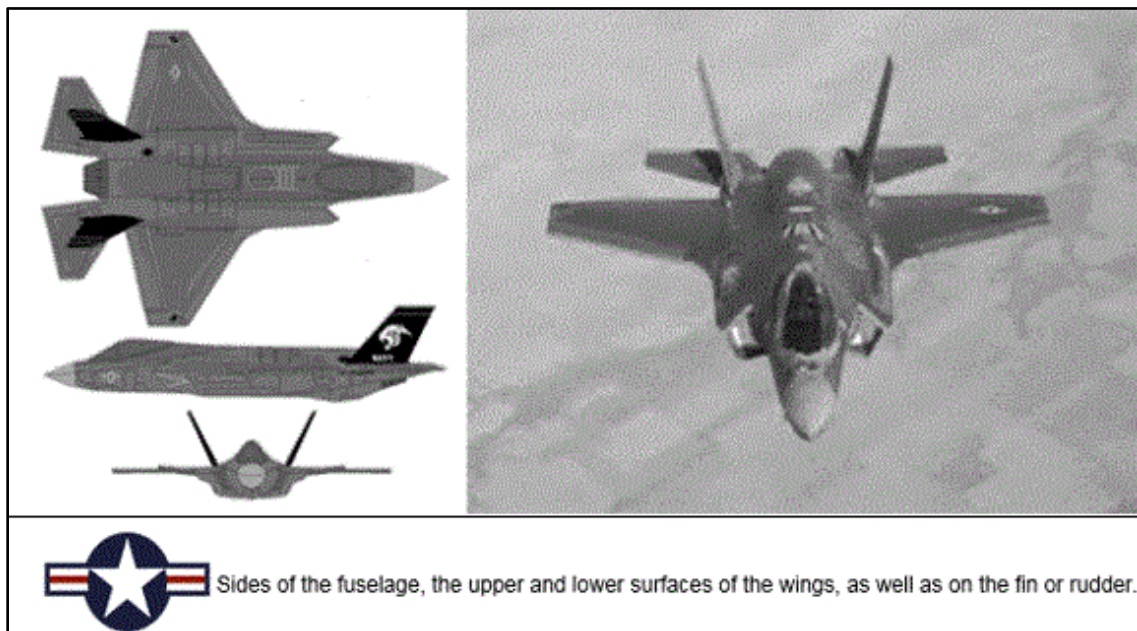 Sides of the fuselage, the upper and lower surfaces of the wings, as well as on the fin or rudder.